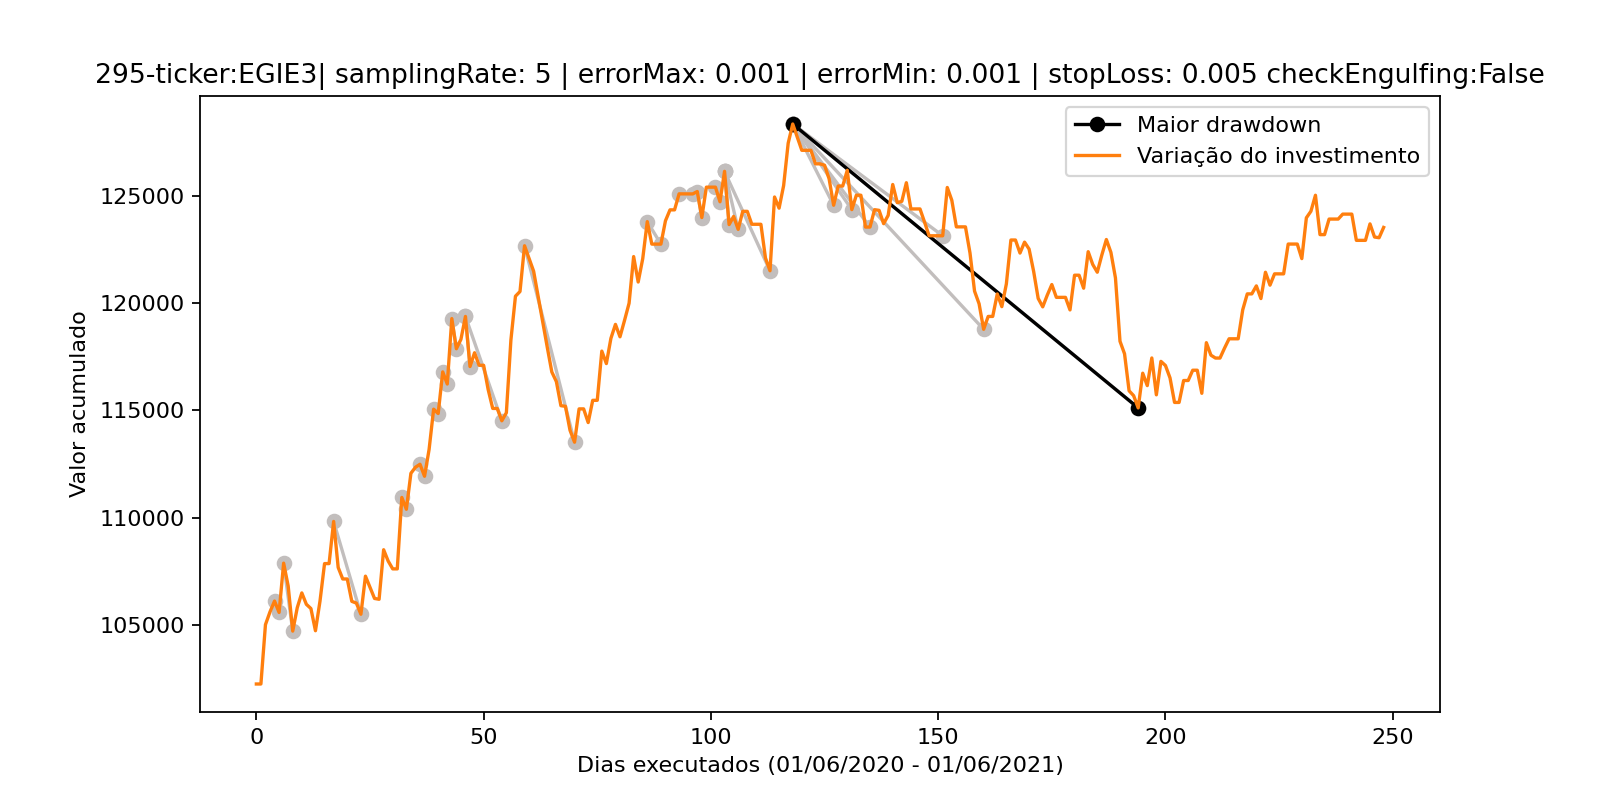 295-ticker:EGIE3| samplingRate: 5 | errorMax: 0.001 | errorMin: 0.001 | stopLoss: 0.005 checkEngulfing:False
Maior drawdown
Variação do investimento
Valor acumulado
125000
120000
115000
110000
105000
0 50 100 150 200 250
Dias executados (01/06/2020 - 01/06/2021)